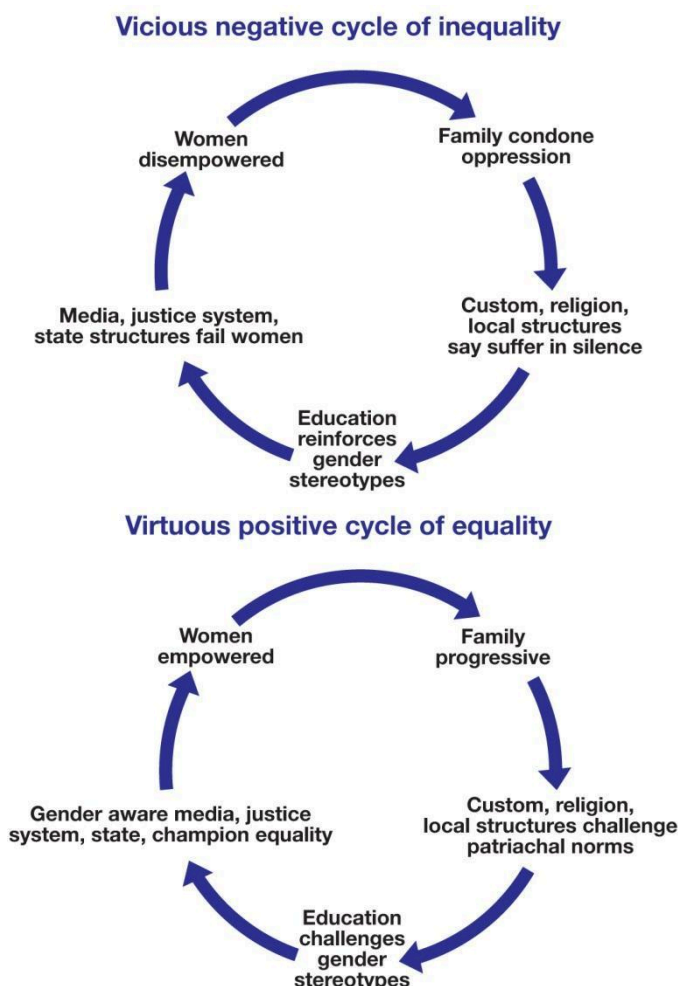 Vicious negative cycle of inequality
Women
disempowered
Family condone
oppression
Custom, religion,
local structures
say suffer in silence
Education
reinforces
gender
stereotypes
Media, justice system,
state structures fail women
Virtuous positive cycle of equality
Women
empowered
Family
progressive
Custom, religion,
local structures challenge
patriachal norms
Education
challenges
gender
stereotypes
Gender aware media, justice
system, state, champion equality